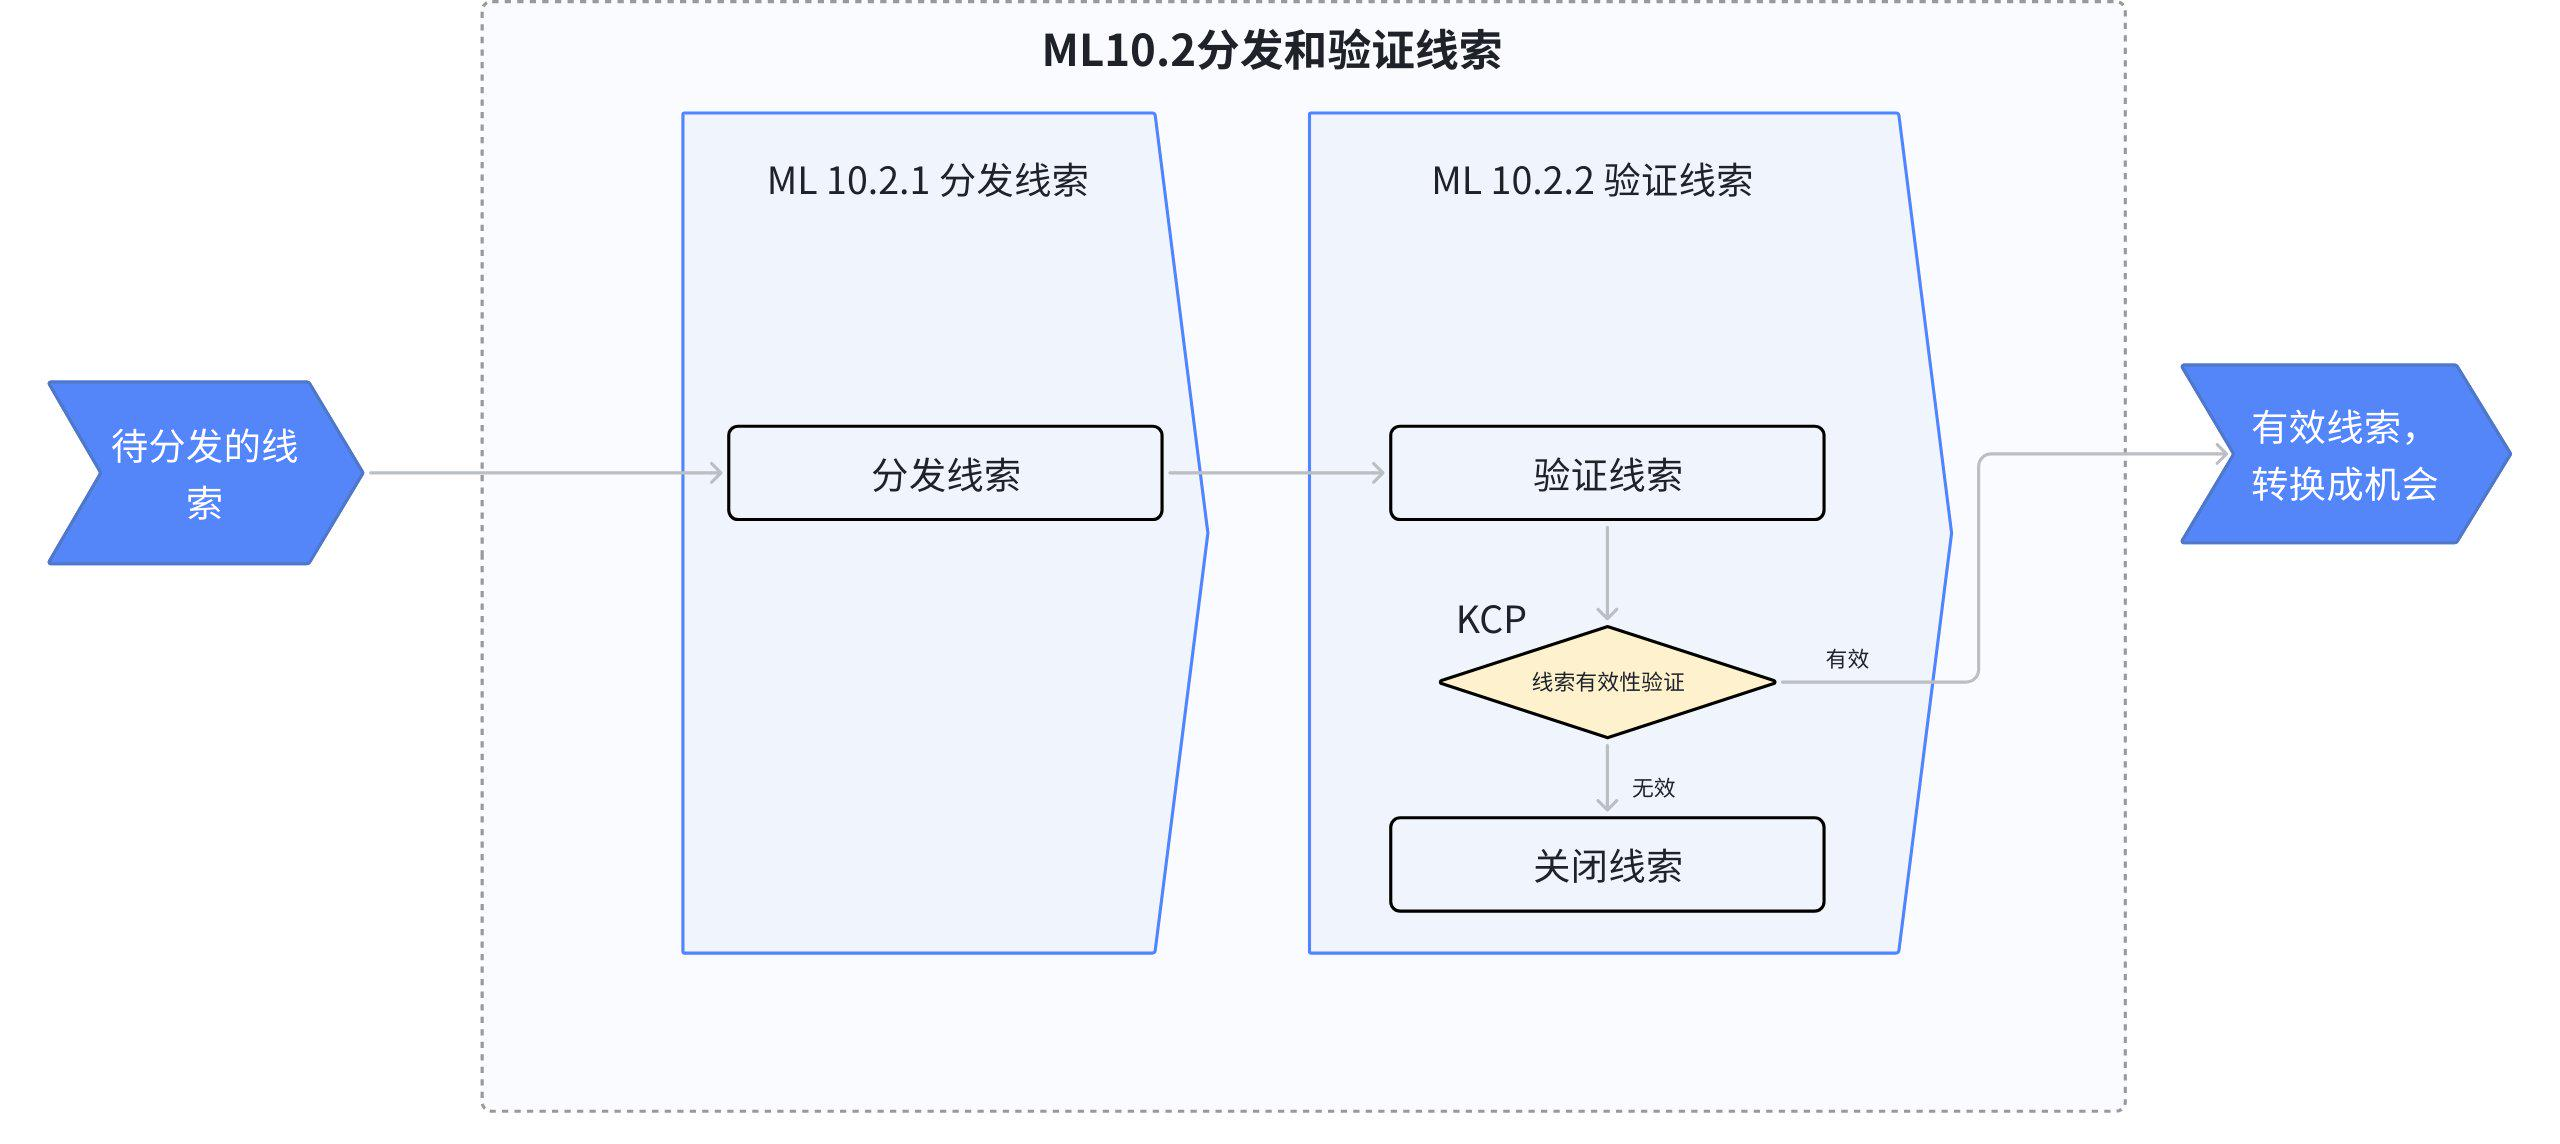 ML10.2分发和验证线索
ML 10.2.1 分发线索
ML 10.2.2 验证线索
待分发的线
索
分发线索
验证线索
有效线索，
转换成机会
KCP
线索有效性验证
有效
无效
关闭线索